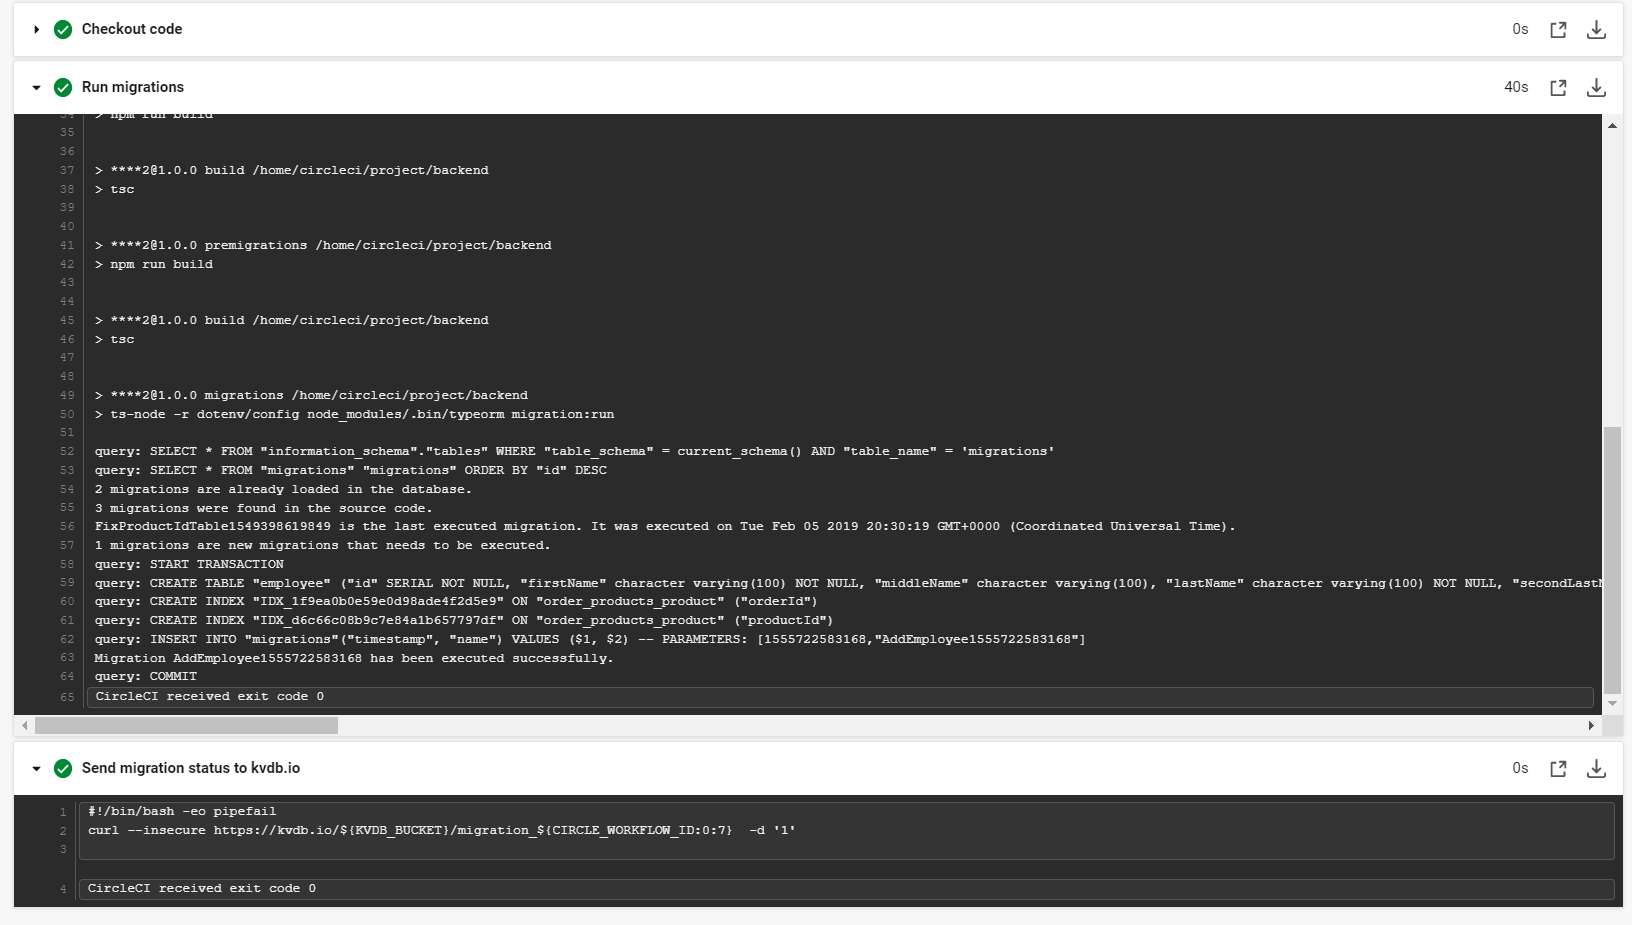 Checkout code 0s
Run migrations 40s
34 > npm run build
35
36
37 > ****2@1.0.0 build /home/circleci/project/backend
38 > tsc
39
40
41 > ****2@1.0.0 premigrations /home/circleci/project/backend
42 > npm run build
43
44
45 > ****2@1.0.0 build /home/circleci/project/backend
46 > tsc
47
48
49 > ****2@1.0.0 migrations /home/circleci/project/backend
50 > ts-node -r dotenv/config node_modules/.bin/typeorm migration:run
51
52 query: SELECT * FROM "information_schema"."tables" WHERE "table_schema" = current_schema() AND "table_name" = 'migrations'
53 query: SELECT * FROM "migrations" "migrations" ORDER BY "id" DESC
54 2 migrations are already loaded in the database.
55 3 migrations were found in the source code.
56 FixProductIdTable1549398619849 is the last executed migration. It was executed on Tue Feb 05 2019 20:30:19 GMT+0000 (Coordinated Universal Time).
57 1 migrations are new migrations that needs to be executed.
58 query: START TRANSACTION
59 query: CREATE TABLE "employee" ("id" SERIAL NOT NULL, "firstName" character varying(100) NOT NULL, "middleName" character varying(100), "lastName" character varying(100) NOT NULL, "secondLast
60 query: CREATE INDEX "IDX_1f9ea0b0e59e0d98ade4f2d5e9" ON "order_products_product" ("orderId")
61 query: CREATE INDEX "IDX_d6c66c08b9c7e84a1b657797df" ON "order_products_product" ("productId")
62 query: INSERT INTO "migrations"("timestamp", "name") VALUES ($1, $2) -- PARAMETERS: [1555722583168,"AddEmployee1555722583168"]
63 Migration AddEmployee1555722583168 has been executed successfully.
64 query: COMMIT
65 CircleCI received exit code 0
Send migration status to kvdb.io 0s
1 #!/bin/bash -eo pipefail
2 curl --insecure https://kvdb.io/${KVDB_BUCKET}/migration_${CIRCLE_WORKFLOW_ID:0:7}  -d '1'
3
4 CircleCI received exit code 0